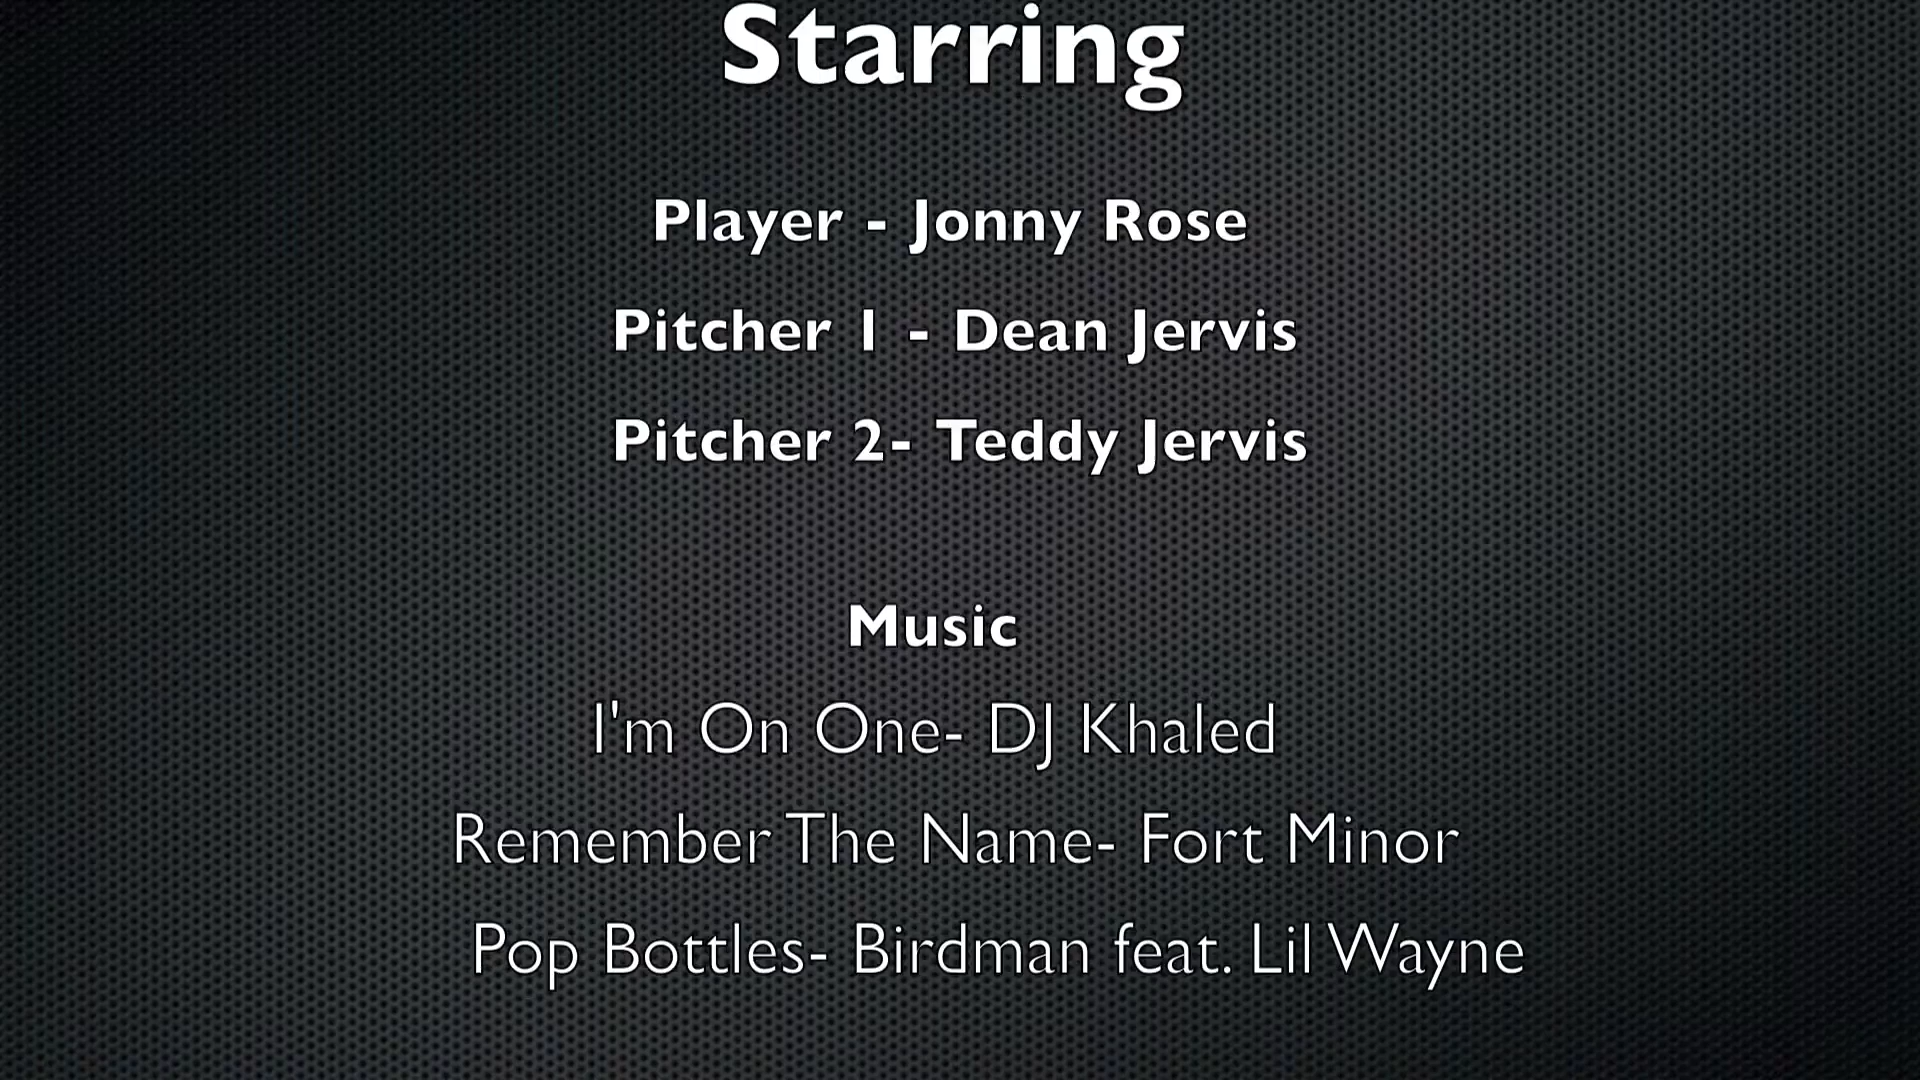 Starring
Player - Jonny Rose
Pitcher 1 - Dean Jervis
Pitcher 2- Teddy Jervis
Music
I'm On One- DJ Khaled
Remember The Name- Fort Minor
Pop Bottles- Birdman feat. Lil Wayne